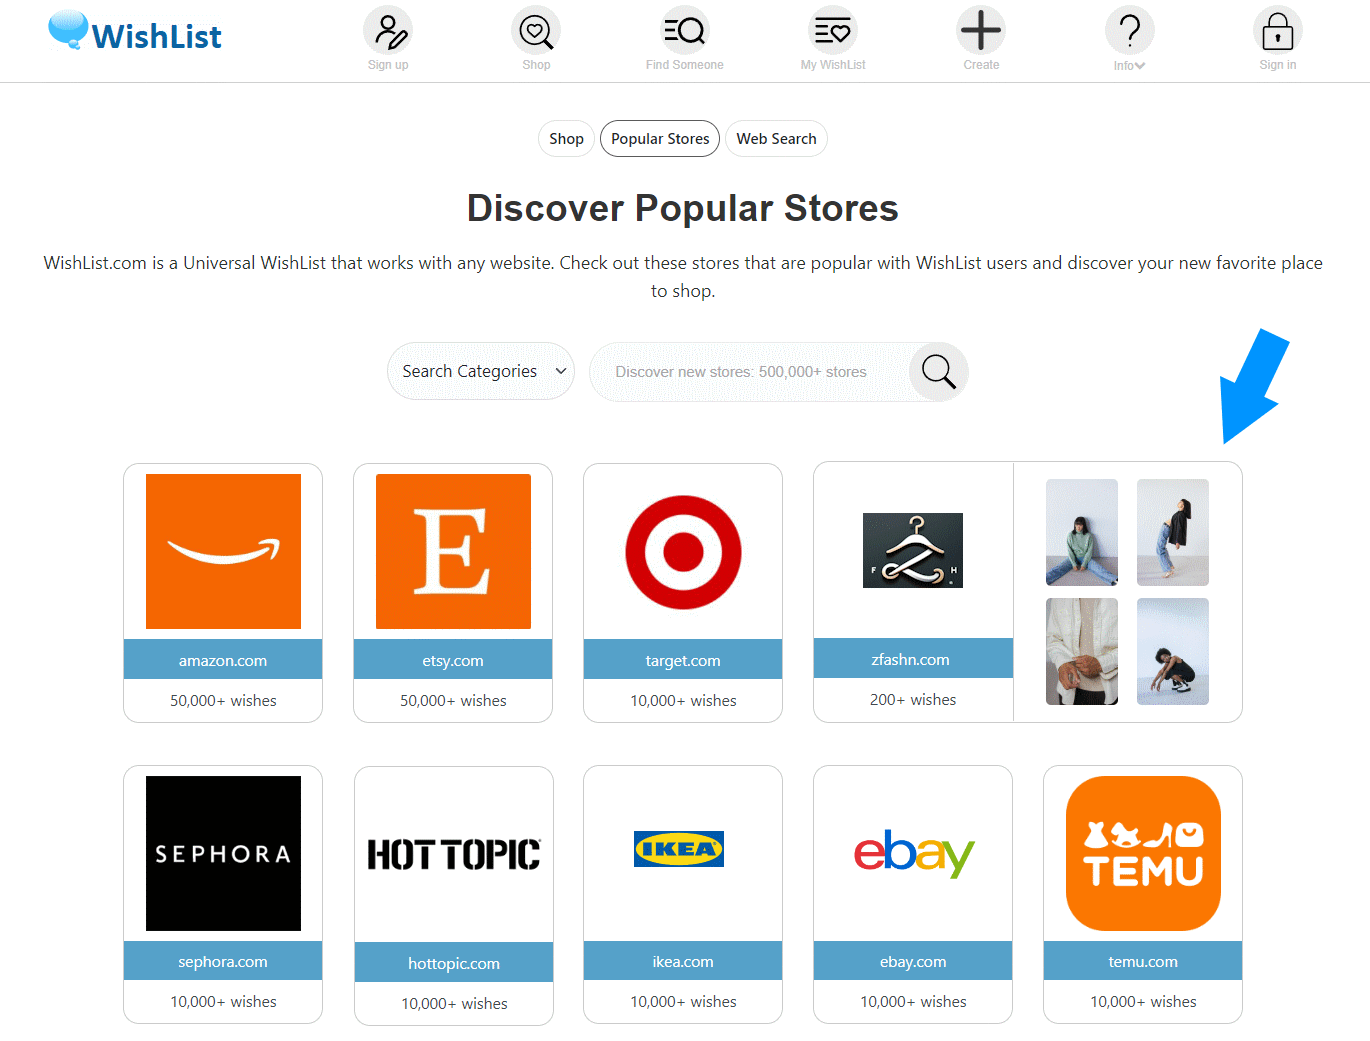 WishList
Sign up
Shop
Find Someone
My WishList
Create
Info
Sign in
Shop
Popular Stores
Web Search
Discover Popular Stores
WishList.com is a Universal WishList that works with any website. Check out these stores that are popular with WishList users and discover your new favorite place
to shop.
Search Categories
Discover new stores: 500,000+ stores
E
F Z H
amazon.com
etsy.com
target.com
zfashn.com
50,000+ wishes
50,000+ wishes
10,000+ wishes
200+ wishes
SEPHORA
HOT TOPIC
IKEA
ebay
TEMU
sephora.com
hottopic.com
ikea.com
ebay.com
temu.com
10,000+ wishes
10,000+ wishes
10,000+ wishes
10,000+ wishes
10,000+ wishes